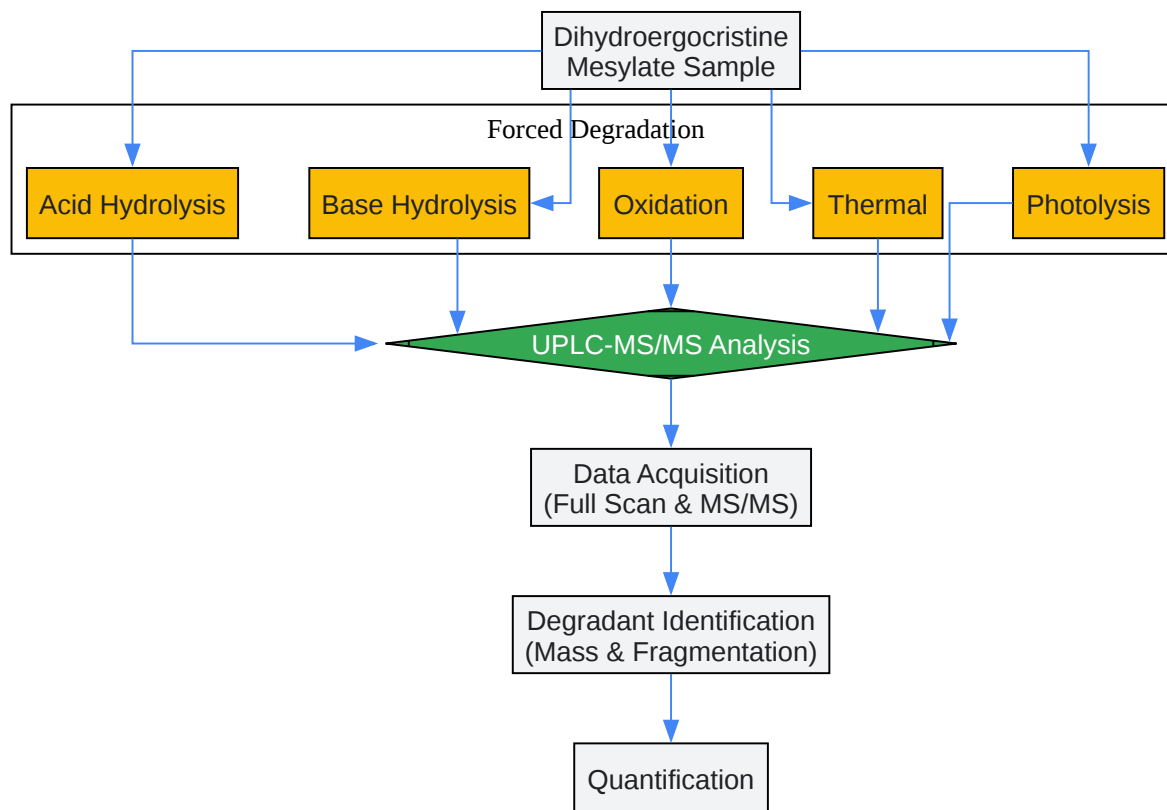 Dihydroergocristine
Mesylate Sample
Forced Degradation
Acid Hydrolysis
Base Hydrolysis
Oxidation
Thermal
Photolysis
UPLC-MS/MS Analysis
Data Acquisition
(Full Scan & MS/MS)
Degradant Identification
(Mass & Fragmentation)
Quantification